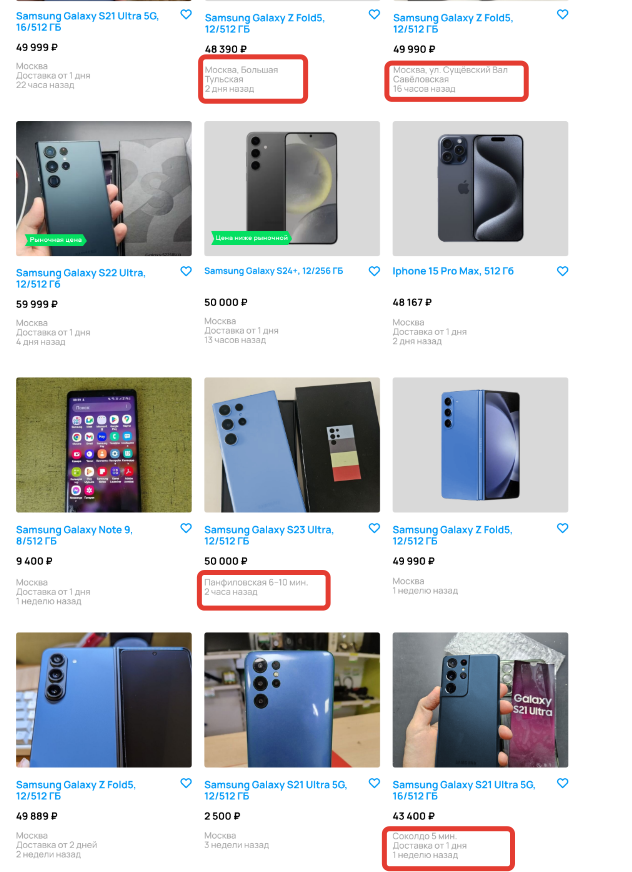 Samsung Galaxy S21 Ultra 5G,
16/512 ГБ
49 999 ₽
Москва
Доставка от 1 дня
22 часа назад
Samsung Galaxy Z Fold5,
12/512 ГБ
48 390 ₽
Москва, Большая
Тульская
2 дня назад
Samsung Galaxy Z Fold5,
12/512 ГБ
49 990 ₽
Москва, ул. Сущёвский Вал
Савёловская
16 часов назад
Рыночная цена
Samsung Galaxy S22 Ultra,
12/512 Гб
59 999 ₽
Москва
Доставка от 1 дня
4 дня назад
Цена ниже рыночной
Samsung Galaxy S24+, 12/256 ГБ
50 000 ₽
Москва
Доставка от 1 дня
13 часов назад
Iphone 15 Pro Max, 512 Гб
48 167 ₽
Москва
Доставка от 1 дня
2 дня назад
Поиск
Samsung Galaxy Note 9,
8/512 ГБ
9 400 ₽
Москва
Доставка от 1 дня
1 неделю назад
Samsung Galaxy S23 Ultra,
12/512 ГБ
50 000 ₽
Панфиловская 6-10 мин.
2 часа назад
Samsung Galaxy Z Fold5,
12/512 ГБ
49 990 ₽
Москва
1 неделю назад
Samsung Galaxy Z Fold5,
12/512 ГБ
49 889 ₽
Москва
Доставка от 2 дней
2 недели назад
Samsung Galaxy S21 Ultra 5G,
12/512 ГБ
2 500 ₽
Москва
3 недели назад
Galaxy
S21 Ultra
Samsung Galaxy S21 Ultra 5G,
16/512 ГБ
43 400 ₽
Соколдо 5 мин.
Доставка от 1 дня
1 неделю назад